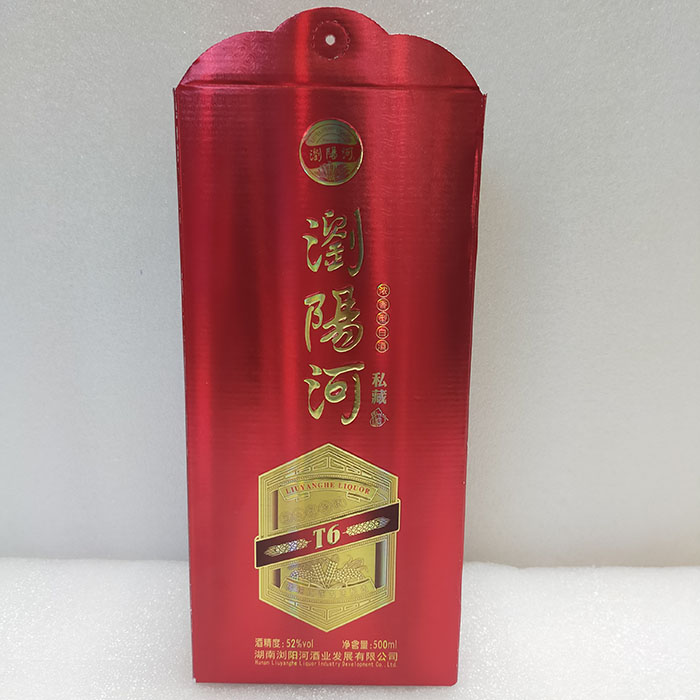 瀏陽河
瀏陽河
浓香型白酒
私藏
LIUYANGHE LIQUOR
T6
酒精度:52%vol 净含量:500ml
湖南浏阳河酒业发展有限公司
Hunan Liuyanghe Liquor Industry Development Co., Ltd.